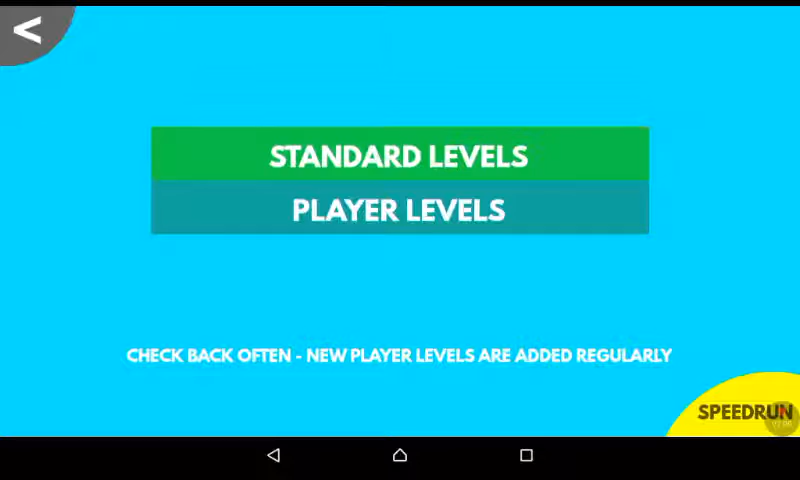 <
STANDARD LEVELS
PLAYER LEVELS
CHECK BACK OFTEN - NEW PLAYER LEVELS ARE ADDED REGULARLY
SPEEDRUN